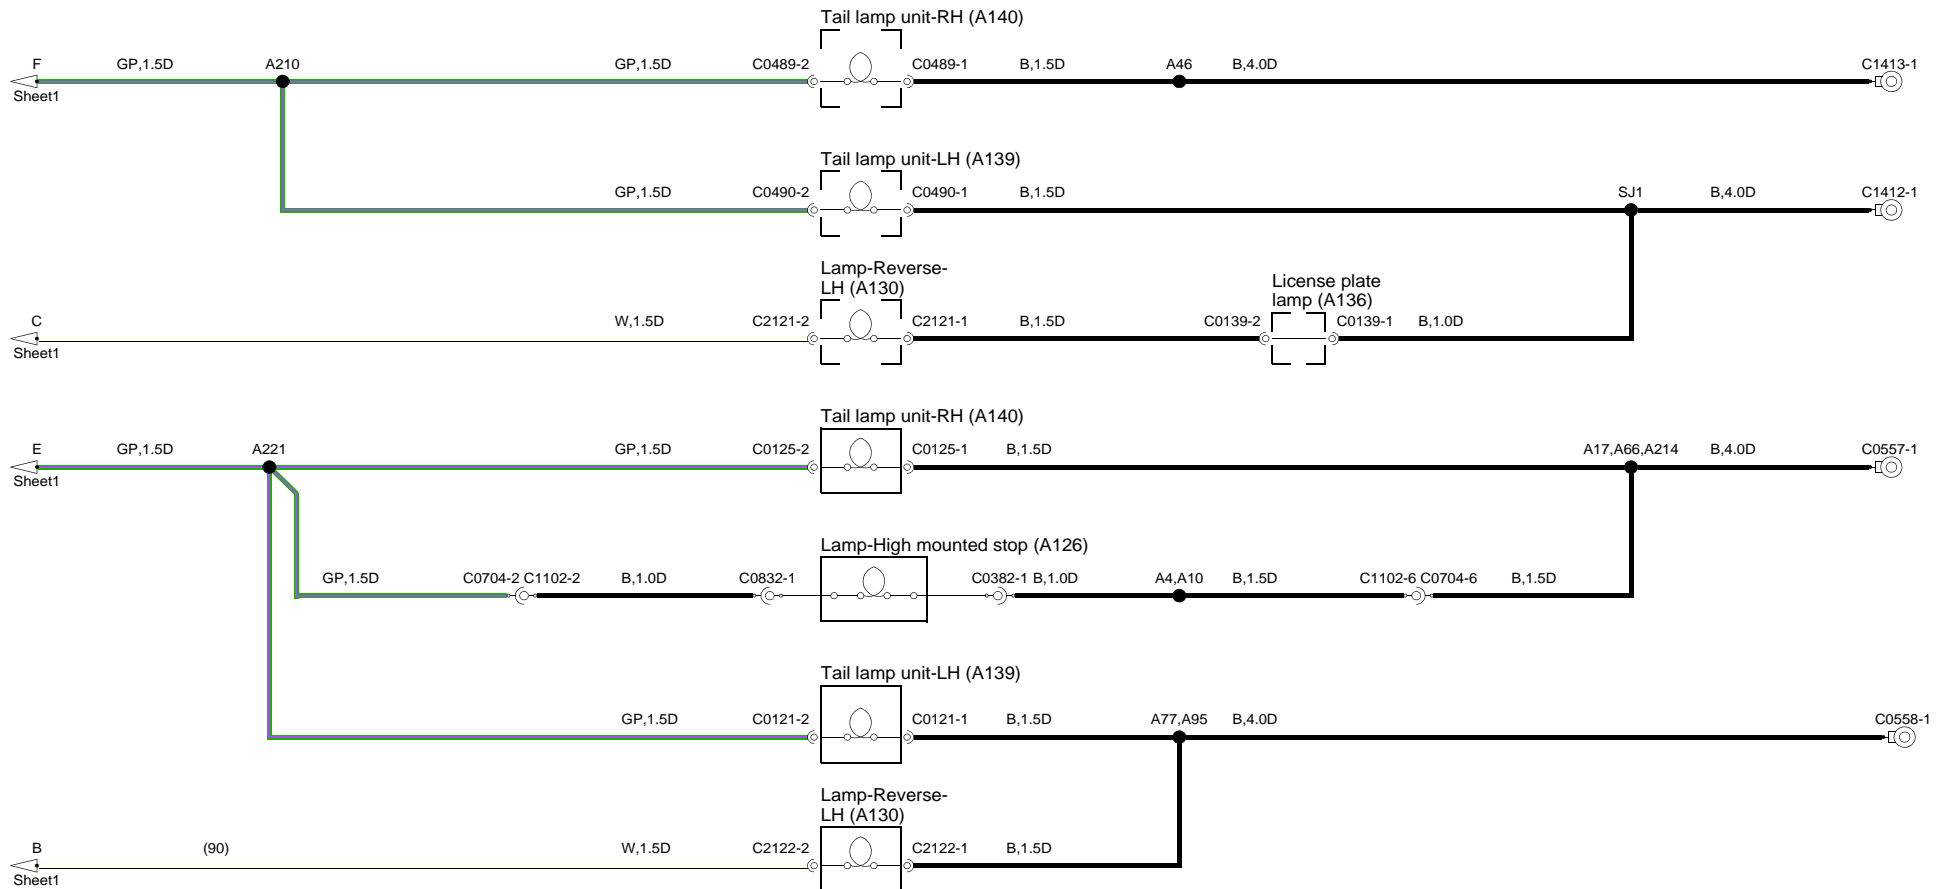 Tail lamp unit-RH (A140)
F GP,1.5D A210 GP,1.5D C0489-2 C0489-1 B,1.5D A46 B,4.0D C1413-1
Sheet1
Tail lamp unit-LH (A139)
GP,1.5D C0490-2 C0490-1 B,1.5D SJ1 B,4.0D C1412-1
Lamp-Reverse-
LH (A130)
License plate
lamp (A136)
C W,1.5D C2121-2 C2121-1 B,1.5D C0139-2 C0139-1 B,1.0D
Sheet1
Tail lamp unit-RH (A140)
E GP,1.5D A221 GP,1.5D C0125-2 C0125-1 B,1.5D A17,A66,A214 B,4.0D C0557-1
Sheet1
Lamp-High mounted stop (A126)
GP,1.5D C0704-2 C1102-2 B,1.0D C0832-1 C0382-1 B,1.0D A4,A10 B,1.5D C1102-6 C0704-6 B,1.5D
Tail lamp unit-LH (A139)
GP,1.5D C0121-2 C0121-1 B,1.5D A77,A95 B,4.0D C0558-1
Lamp-Reverse-
LH (A130)
B (90) W,1.5D C2122-2 C2122-1 B,1.5D
Sheet1